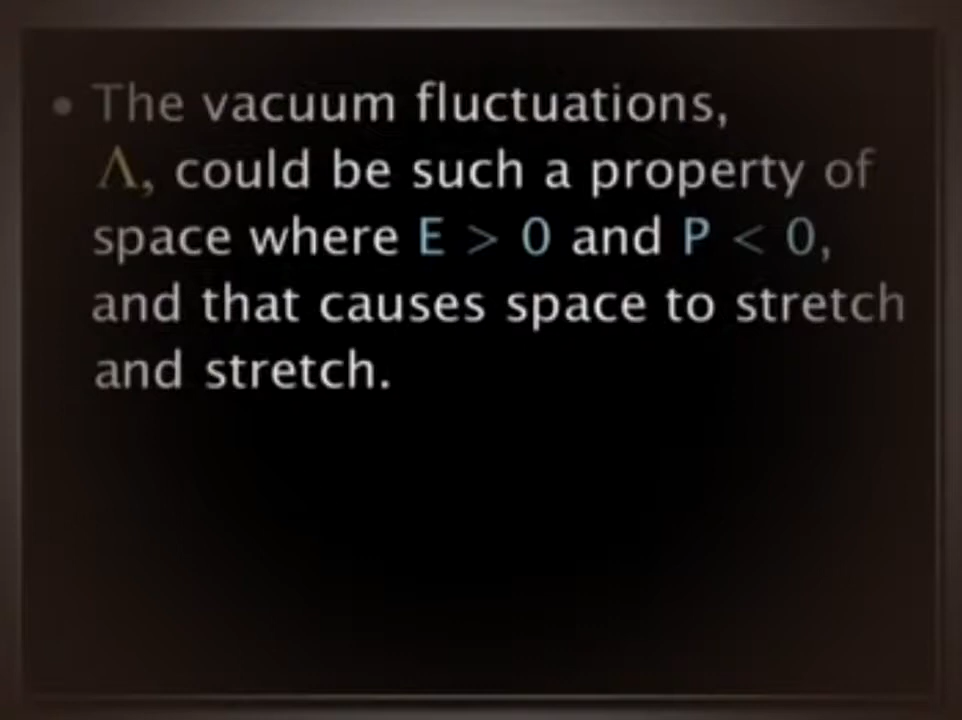 • The vacuum fluctuations,
Λ, could be such a property of
space where E > 0 and P < 0,
and that causes space to stretch
and stretch.